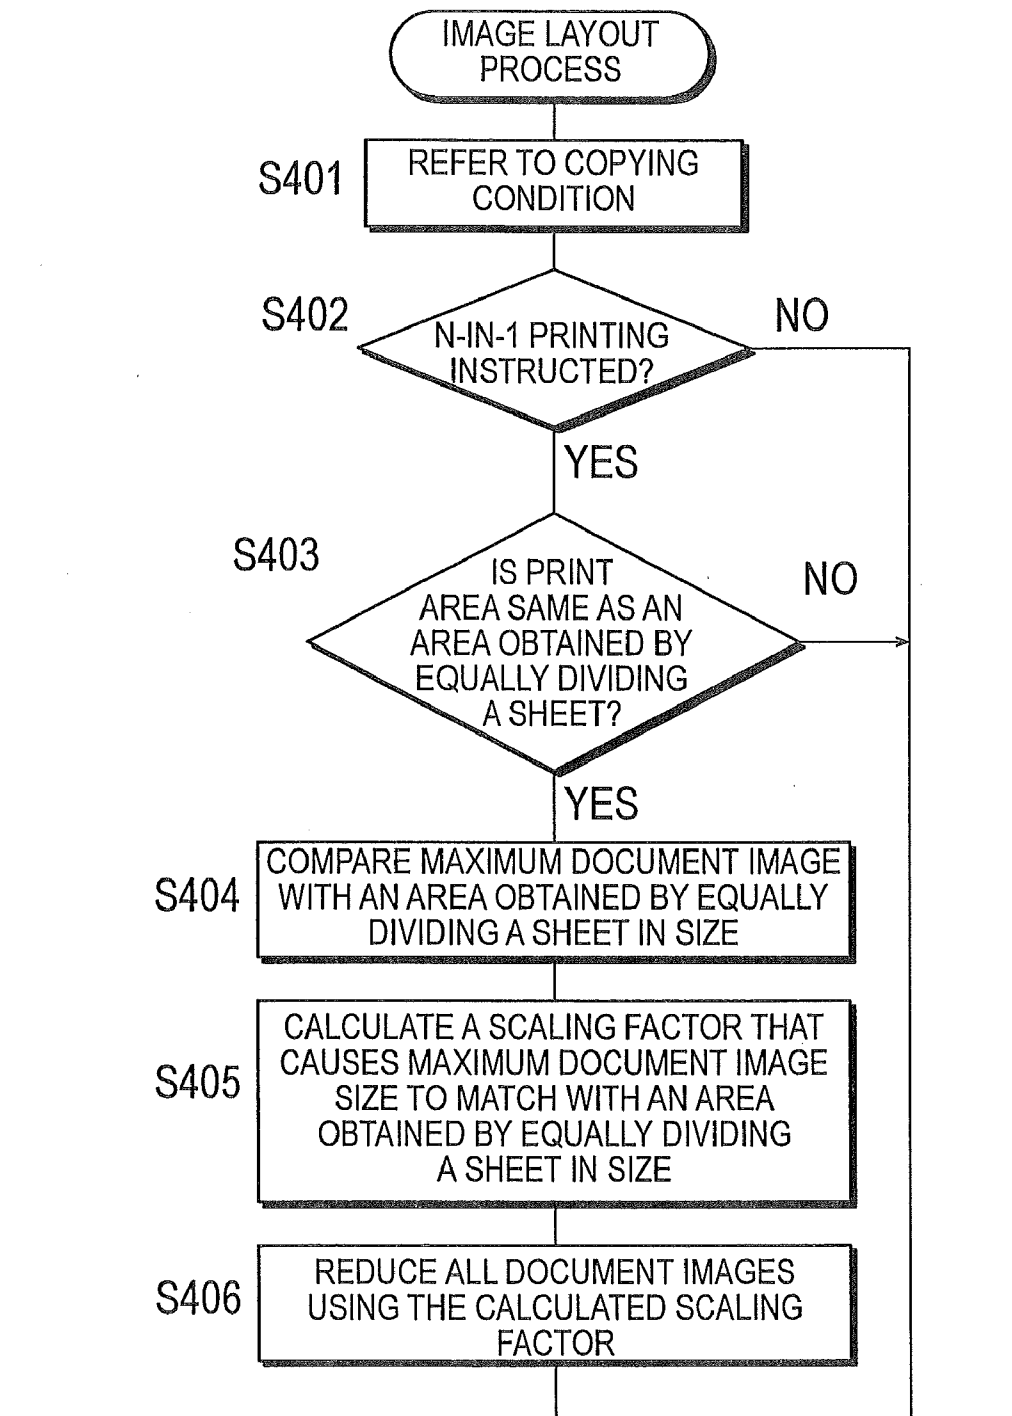 IMAGE LAYOUT
PROCESS
S401
REFER TO COPYING
CONDITION
S402
N-IN-1 PRINTING
INSTRUCTED?
NO
YES
S403
IS PRINT
AREA SAME AS AN
AREA OBTAINED BY
EQUALLY DIVIDING
A SHEET?
NO
YES
S404
COMPARE MAXIMUM DOCUMENT IMAGE
WITH AN AREA OBTAINED BY EQUALLY
DIVIDING A SHEET IN SIZE
S405
CALCULATE A SCALING FACTOR THAT
CAUSES MAXIMUM DOCUMENT IMAGE
SIZE TO MATCH WITH AN AREA
OBTAINED BY EQUALLY DIVIDING
A SHEET IN SIZE
S406
REDUCE ALL DOCUMENT IMAGES
USING THE CALCULATED SCALING
FACTOR